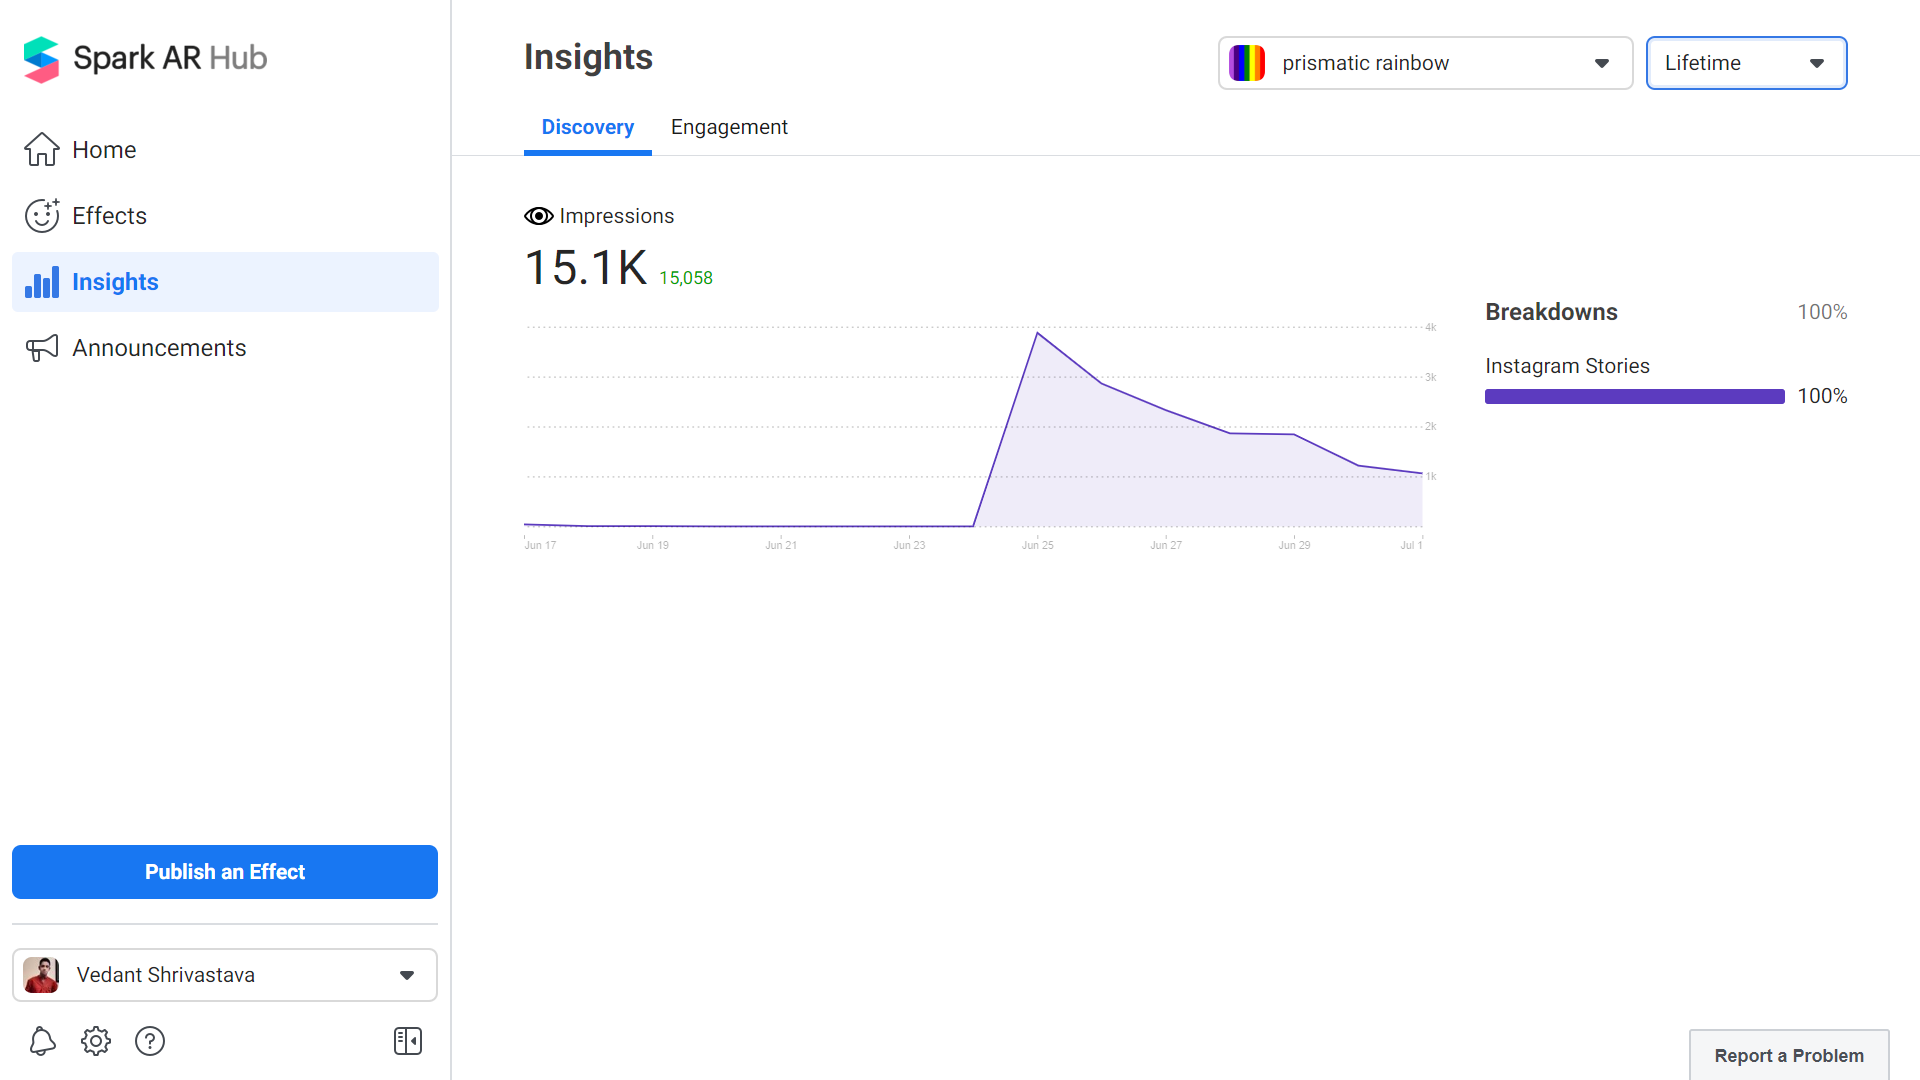 Spark AR Hub
Home
Effects
Insights
Announcements
Publish an Effect
Vedant Shrivastava
?
Insights
prismatic rainbow
Lifetime
Discovery
Engagement
Impressions
15.1K 15,058
4k
3k
2k
1k
Jun 17 Jun 19 Jun 21 Jun 23 Jun 25 Jun 27 Jun 29 Jul 1
Breakdowns 100%
Instagram Stories
100%
Report a Problem